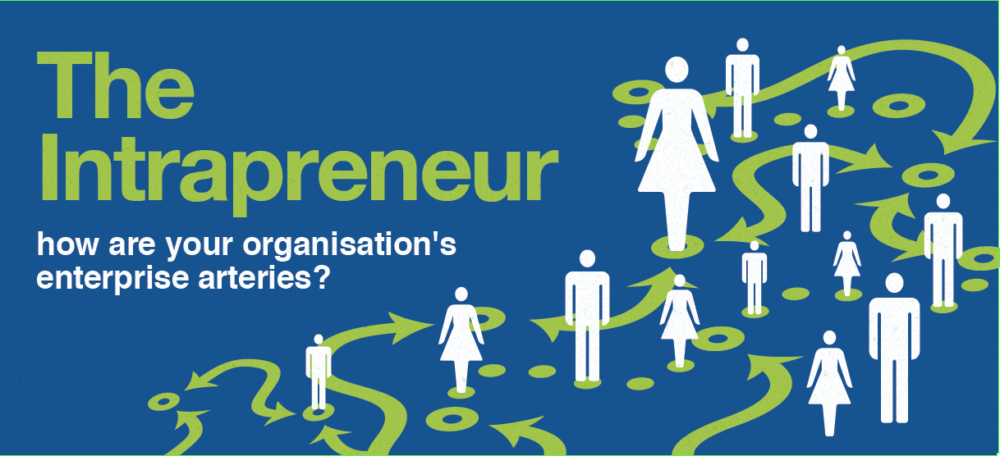 The
Intrapreneur
how are your organisation's
enterprise arteries?